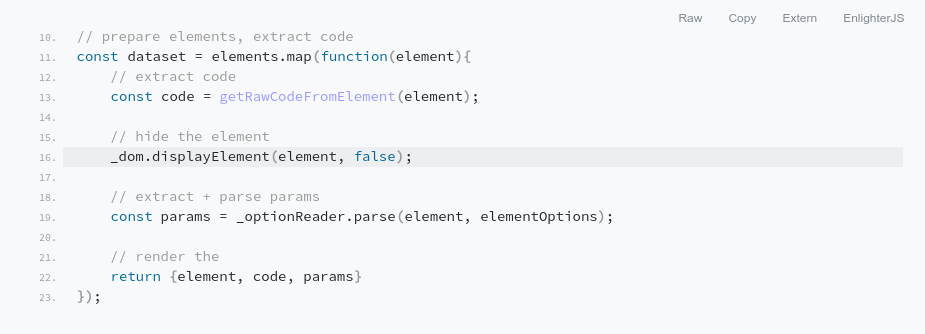 Raw Copy Extern EnlighterJS
10. // prepare elements, extract code
11. const dataset = elements.map(function(element){
12.     // extract code
13.     const code = getRawCodeFromElement(element);
14.
15.     // hide the element
16.     _dom.displayElement(element, false);
17.
18.     // extract + parse params
19.     const params = _optionReader.parse(element, elementOptions);
20.
21.     // render the
22.     return {element, code, params}
23. });